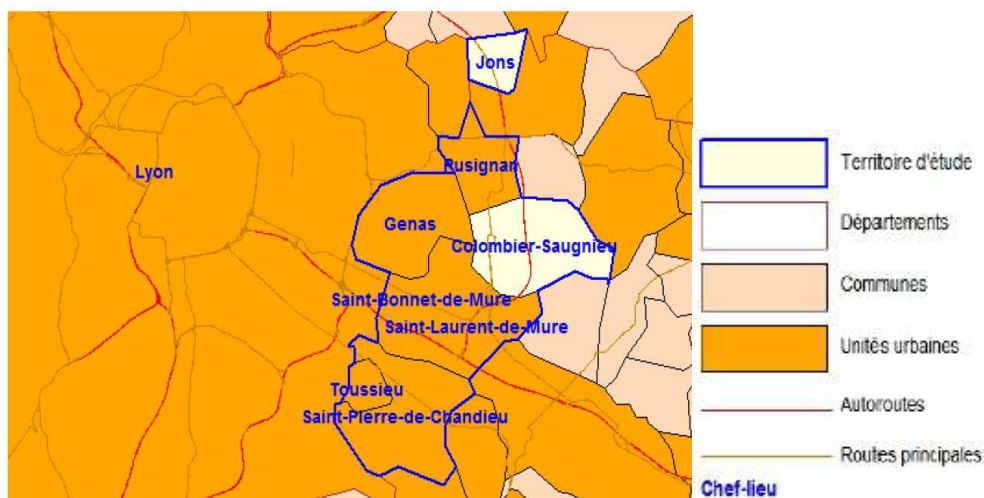 Jons
Lyon
Pusignan
Genas
Colombier-Saugnieu
Saint-Bonnet-de-Mure
Saint-Laurent-de-Mure
Toussieu
Saint-Pierre-de-Chandieu
Territoire d'étude
Départements
Communes
Unités urbaines
Autoroutes
Routes principales
Chef-lieu